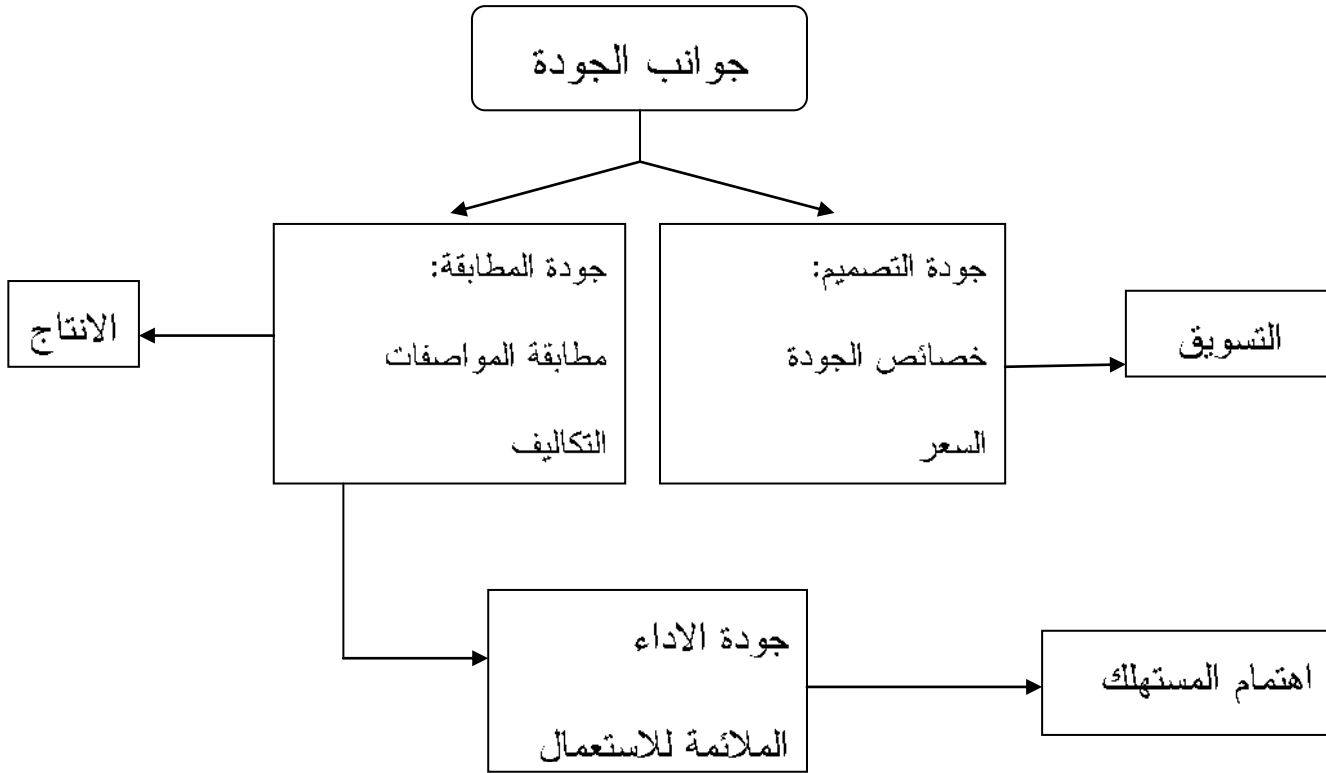 جوانب الجودة
جودة التصميم:
خصائص الجودة
السعر
التسويق
جودة المطابقة:
مطابقة المواصفات
التكاليف
الانتاج
جودة الاداء
الملائمة للاستعمال
اهتمام المستهلك